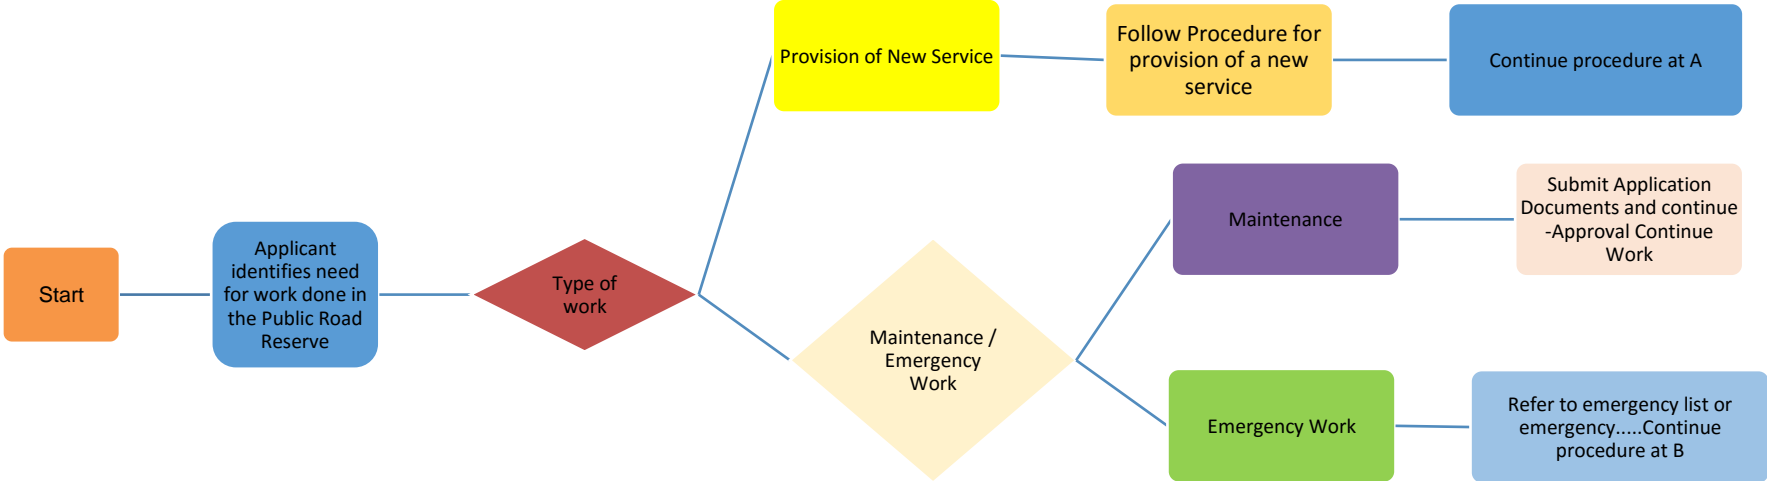 Start
Applicant
identifies need
for work done in
the Public Road
Reserve
Type of
work
Provision of New Service
Follow Procedure for
provision of a new
service
Continue procedure at A
Maintenance /
Emergency
Work
Maintenance
Submit Application
Documents and continue
-Approval Continue
Work
Emergency Work
Refer to emergency list or
emergency.....Continue
procedure at B